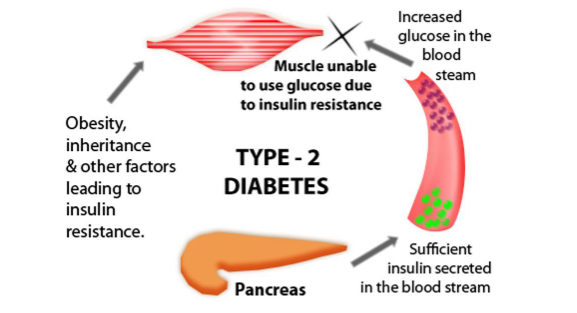 Increased
glucose in the
blood
steam
Muscle unable
to use glucose due
to insulin resistance
Obesity,
inheritance
& other factors
leading to
insulin
resistance.
TYPE - 2
DIABETES
Pancreas
Sufficient
insulin secreted
in the blood stream